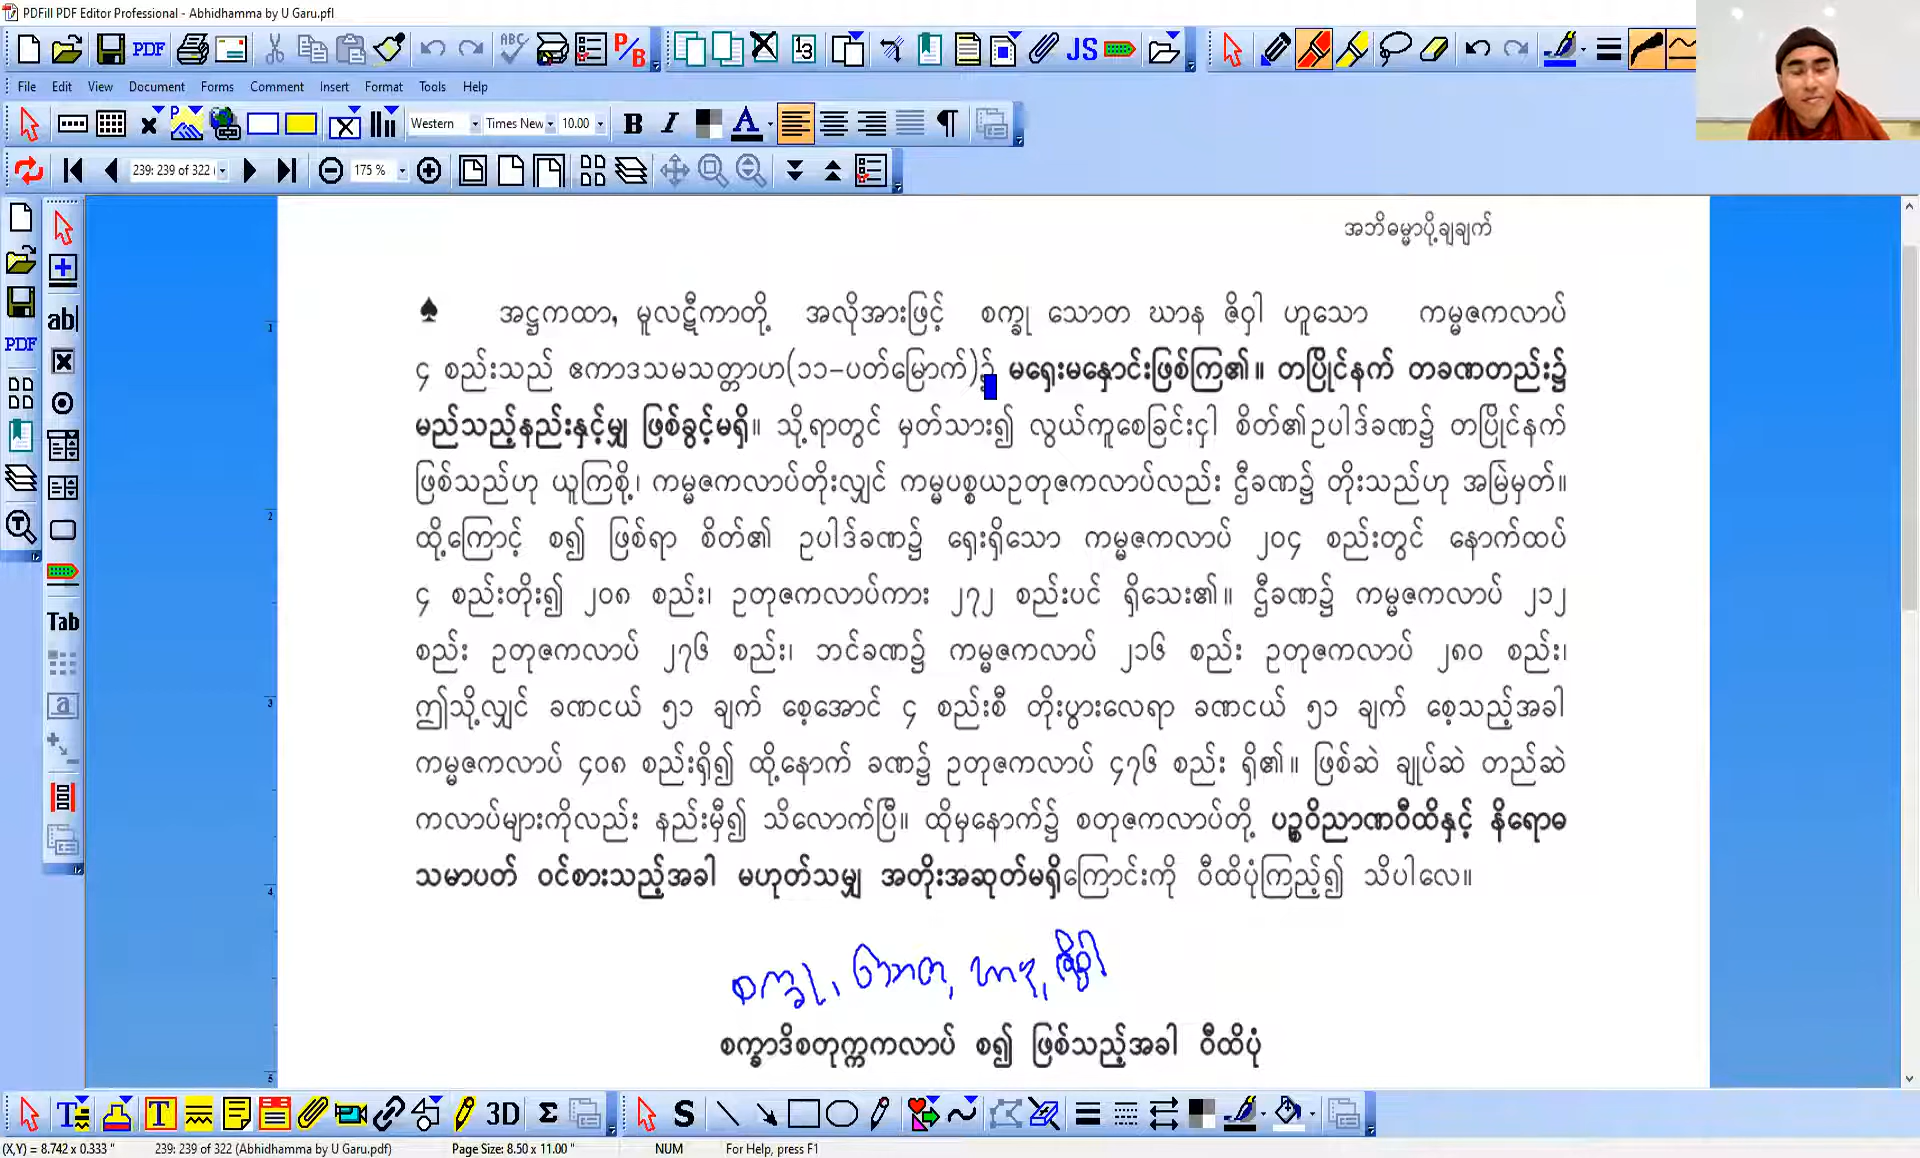 PDFill PDF Editor Professional - Abhidhamma by U Garu.pfl
PDF ABC P/B 13 JS
File Edit View Document Forms Comment Insert Format Tools Help
Western Times New 10.00 B I A
239: 239 of 322 175 %
အဘိဓမ္မာပို့ချချက်
♠ အဋ္ဌကထာ, မူလဋီကာတို့ အလိုအားဖြင့် စက္ခု သောတ ဃာန ဇိဝှါ ဟူသော ကမ္မဇကလာပ်
၄ စည်းသည် ဧကာဒသမသတ္တာဟ(၁၁-ပတ်မြောက်)၌ မရှေးမနှောင်းဖြစ်ကြ၏။ တပြိုင်နက် တခဏတည်း၌
မည်သည့်နည်းနှင့်မျှ ဖြစ်ခွင့်မရှိ။ သို့ရာတွင် မှတ်သား၍ လွယ်ကူစေခြင်းငှါ စိတ်၏ဥပါဒ်ခဏ၌ တပြိုင်နက်
ဖြစ်သည်ဟု ယူကြစို့၊ ကမ္မဇကလာပ်တိုးလျှင် ကမ္မပစ္စယဥတုဇကလာပ်လည်း ဌီခဏ၌ တိုးသည်ဟု အမြဲမှတ်။
ထို့ကြောင့် စ၍ ဖြစ်ရာ စိတ်၏ ဥပါဒ်ခဏ၌ ရှေးရှိသော ကမ္မဇကလာပ် ၂၀၄ စည်းတွင် နောက်ထပ်
၄ စည်းတိုး၍ ၂၀၈ စည်း၊ ဥတုဇကလာပ်ကား ၂၇၂ စည်းပင် ရှိသေး၏။ ဌီခဏ၌ ကမ္မဇကလာပ် ၂၁၂
စည်း ဥတုဇကလာပ် ၂၇၆ စည်း၊ ဘင်ခဏ၌ ကမ္မဇကလာပ် ၂၁၆ စည်း ဥတုဇကလာပ် ၂၈၀ စည်း၊
ဤသို့လျှင် ခဏငယ် ၅၁ ချက် စေ့အောင် ၄ စည်းစီ တိုးပွားလေရာ ခဏငယ် ၅၁ ချက် စေ့သည့်အခါ
ကမ္မဇကလာပ် ၄၀၈ စည်းရှိ၍ ထို့နောက် ခဏ၌ ဥတုဇကလာပ် ၄၇၆ စည်း ရှိ၏။ ဖြစ်ဆဲ ချုပ်ဆဲ တည်ဆဲ
ကလာပ်များကိုလည်း နည်းမှီ၍ သိလောက်ပြီ။ ထိုမှနောက်၌ စတုဇကလာပ်တို့ ပဉ္စဝိညာဏဝီထိနှင့် နိရောဓ
သမာပတ် ဝင်စားသည့်အခါ မဟုတ်သမျှ အတိုးအဆုတ်မရှိကြောင်းကို ဝီထိပုံကြည့်၍ သိပါလေ။
စက္ခု, သောတ, ဃာန, ဇိဝှါ
စက္ခာဒိစတုက္ကကလာပ် စ၍ ဖြစ်သည့်အခါ ဝီထိပုံ
ab|
PDF
Tab
1
2
3
4
5
T 3D Σ S
(X,Y) = 8.742 x 0.333 " 239: 239 of 322 (Abhidhamma by U Garu.pdf) Page Size: 8.50 x 11.00 " NUM For Help, press F1